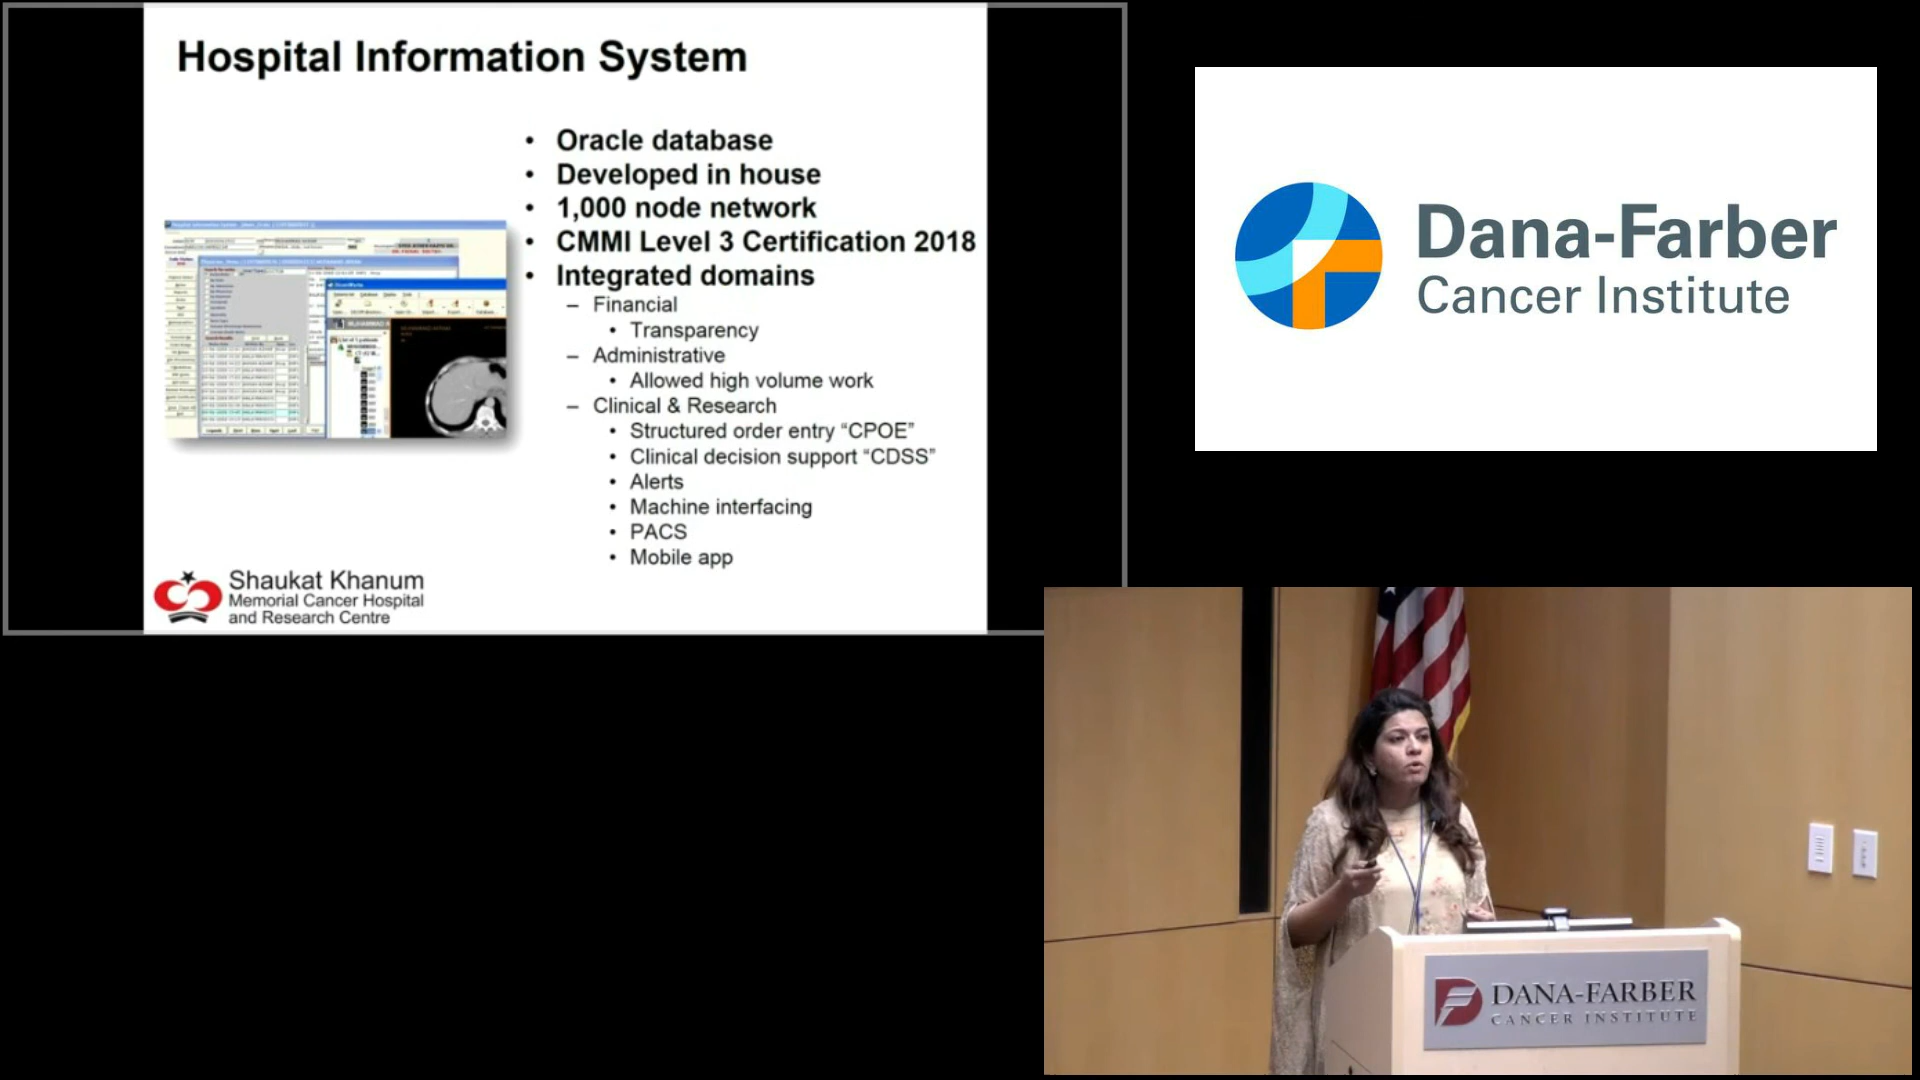 Hospital Information System
• Oracle database
• Developed in house
• 1,000 node network
• CMMI Level 3 Certification 2018
• Integrated domains
– Financial
• Transparency
– Administrative
• Allowed high volume work
– Clinical & Research
• Structured order entry “CPOE”
• Clinical decision support “CDSS”
• Alerts
• Machine interfacing
• PACS
• Mobile app
Shaukat Khanum
Memorial Cancer Hospital
and Research Centre
Dana-Farber
Cancer Institute
DANA-FARBER
CANCER INSTITUTE